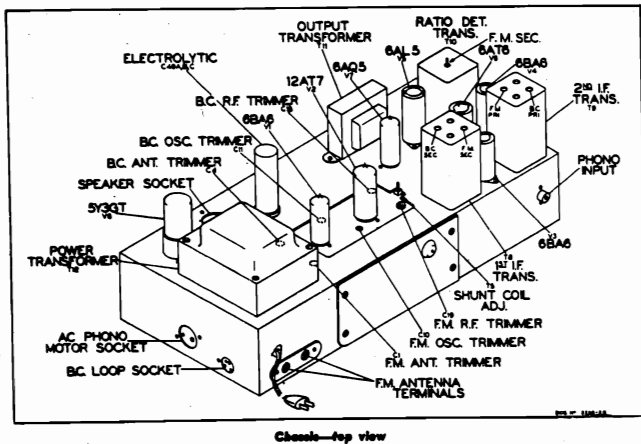 RATIO DET.
TRANS.
T10
F.M. SEC.
OUTPUT
TRANSFORMER
T11
6AL5
V5
6AT6
V6
6BA6
V4
ELECTROLYTIC
6AQ5
V7
12AT7
V2
2ND I.F.
TRANS.
T9
B.C. R.F. TRIMMER
6BA6
V1
F.M. PRI
B.C. PRI
B.C. OSC. TRIMMER
C11
B.C. SEC
F.M. SEC
B.C. ANT. TRIMMER
SPEAKER SOCKET
PHONO
INPUT
5Y3GT
V8
V3
6BA6
POWER
TRANSFORMER
T12
T8
1ST I.F.
TRANS.
T5
SHUNT COIL
ADJ.
C19
F.M. R.F. TRIMMER
C10
F.M. OSC. TRIMMER
C1
F.M. ANT. TRIMMER
AC PHONO
MOTOR SOCKET
B.C. LOOP SOCKET
F.M. ANTENNA
TERMINALS
Chassis—top view